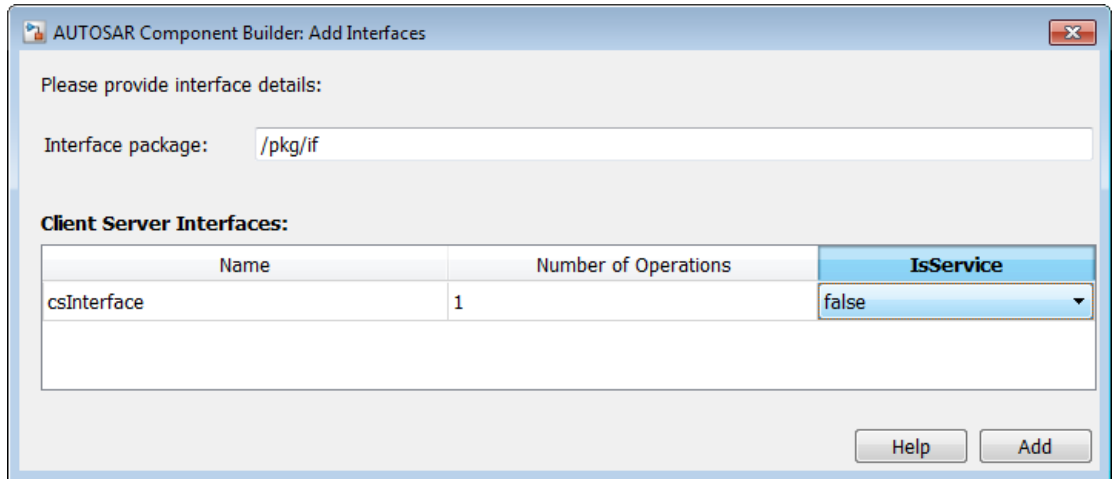 AUTOSAR Component Builder: Add Interfaces
Please provide interface details:
Interface package: /pkg/if
Client Server Interfaces:
Name Number of Operations IsService
csInterface 1 false
Help Add